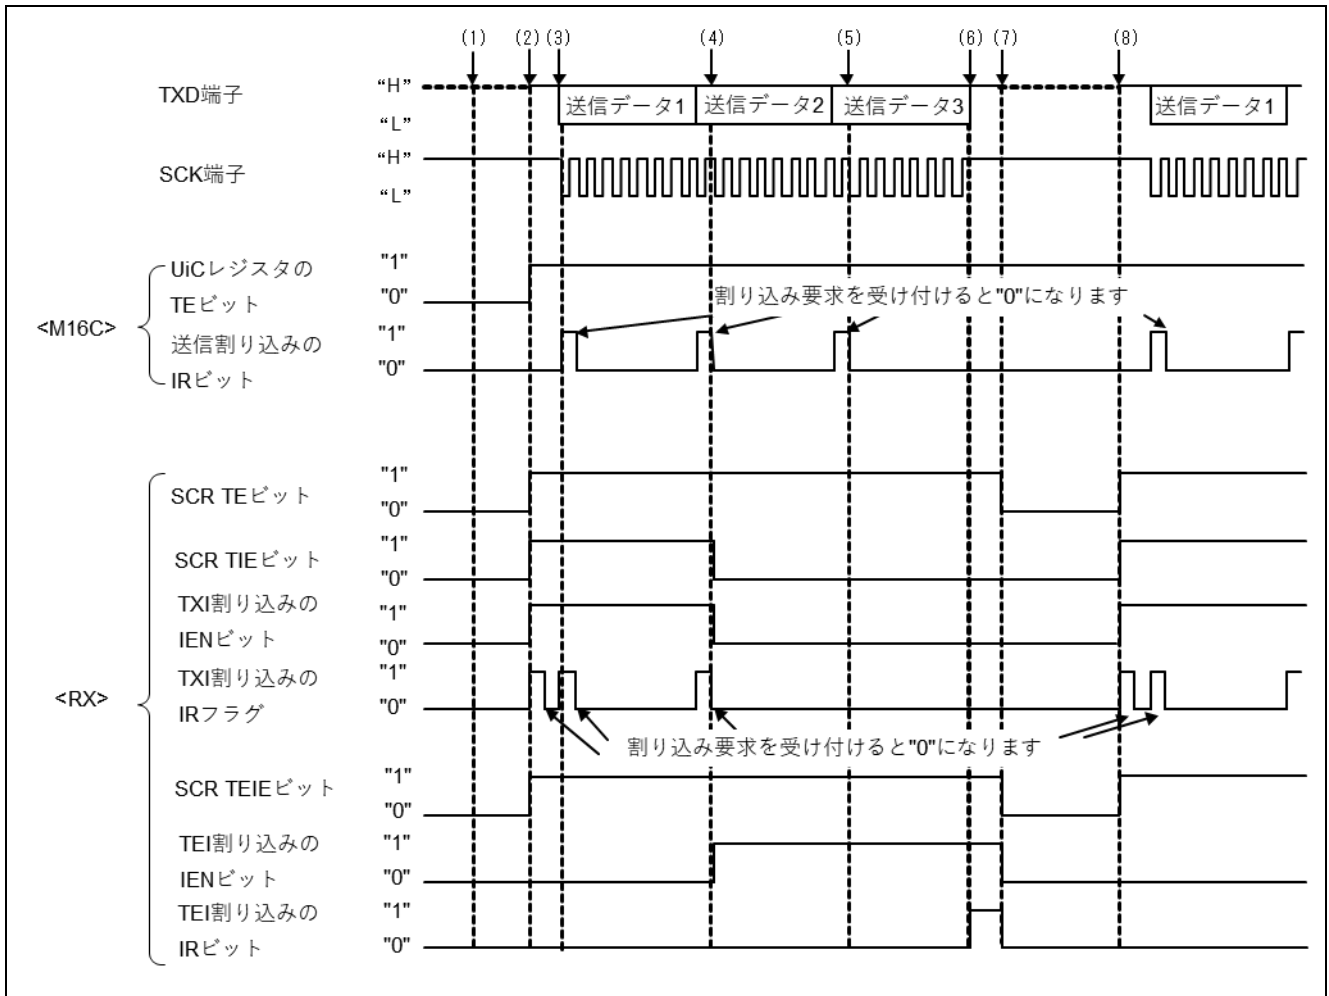 (1) (2) (3) (4) (5) (6) (7) (8)
TXD端子
“H”
“L”
送信データ1 送信データ2 送信データ3 送信データ1
SCK端子
“H”
“L”
<M16C>
UiCレジスタの
TEビット
"1"
"0"
割り込み要求を受け付けると"0"になります
送信割り込みの
IRビット
"1"
"0"
<RX>
SCR TEビット
"1"
"0"
SCR TIEビット
"1"
"0"
TXI割り込みの
IENビット
"1"
"0"
TXI割り込みの
IRフラグ
"1"
"0"
割り込み要求を受け付けると"0"になります
SCR TEIEビット
"1"
"0"
TEI割り込みの
IENビット
"1"
"0"
TEI割り込みの
IRビット
"1"
"0"